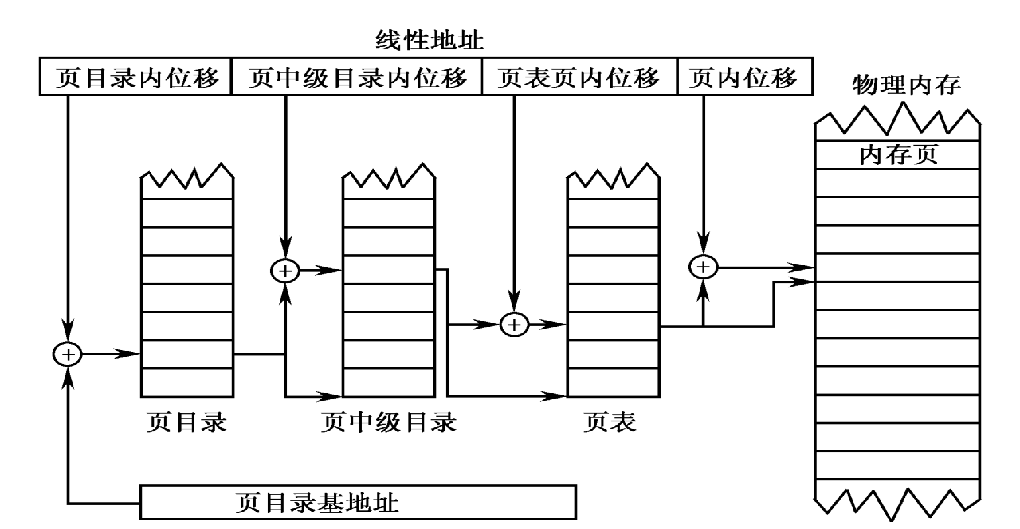 线性地址
页目录内位移
页中级目录内位移
页表页内位移
页内位移
物理内存
内存页
页目录
页中级目录
页表
页目录基地址